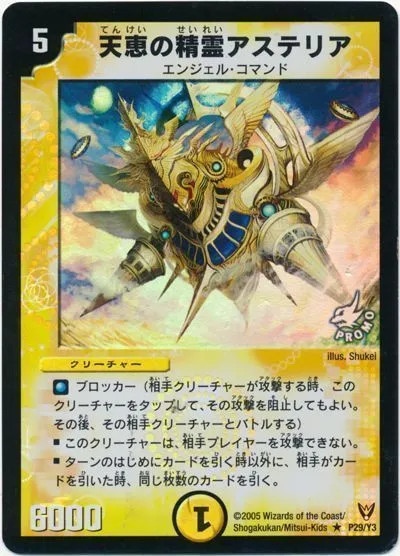 5
てんけい せいれい
天恵の精霊アステリア
エンジェル・コマンド
PROMO
illus. Shukei
クリーチャー
ブロッカー（相手クリーチャーが攻撃する時、この
クリーチャーをタップして、その攻撃を阻止してもよい。
その後、その相手クリーチャーとバトルする）
■このクリーチャーは、相手プレイヤーを攻撃できない。
■ターンのはじめにカードを引く時以外に、相手がカー
ドを引いた時、同じ枚数のカードを引く。
6000
1
©2005 Wizards of the Coast/
Shogakukan/Mitsui-Kids ★ P29/Y3